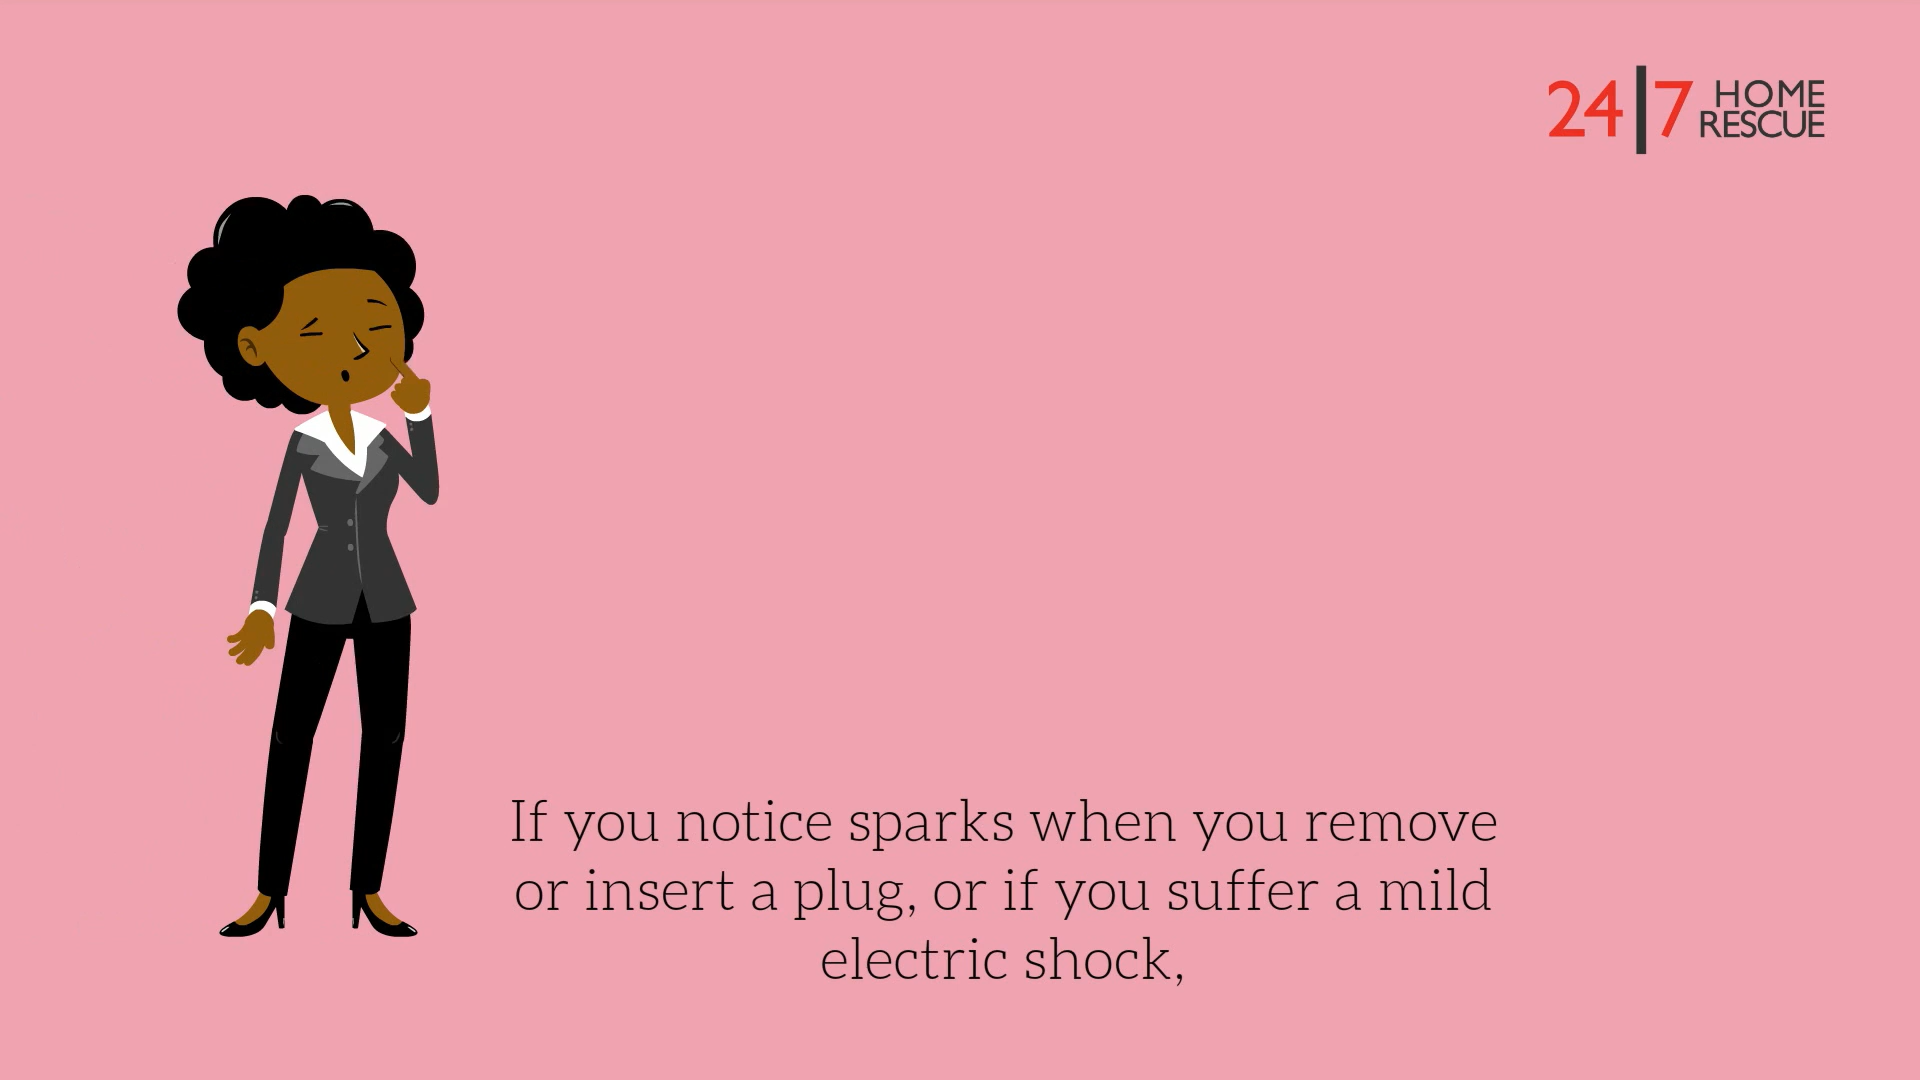 24|7 HOME
RESCUE
If you notice sparks when you remove
or insert a plug, or if you suffer a mild
electric shock,